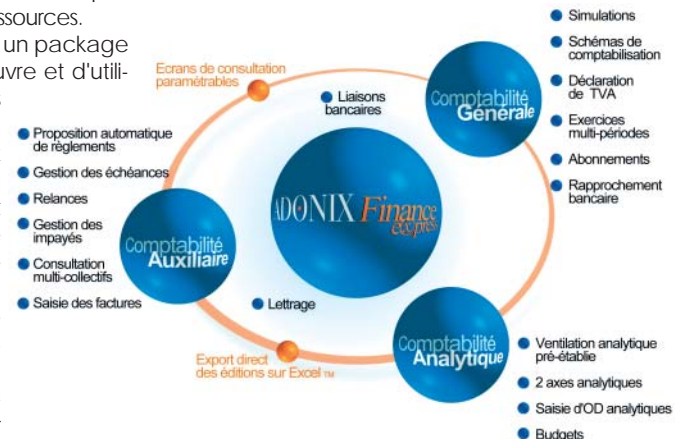 ssources.
un package
uvre et d'utili-
Ecrans de consultation
paramétrables
Liaisons
bancaires
Comptabilité
Générale
Simulations
Schémas de
comptabilisation
Déclaration
de TVA
Exercices
multi-périodes
Abonnements
Rapprochement
bancaire
Proposition automatique
de règlements
Gestion des échéances
Relances
Gestion des
impayés
Consultation
multi-collectifs
Saisie des factures
Comptabilité
Auxiliaire
ADONIX Finance
express
Lettrage
Export direct
des éditions sur Excel TM
Comptabilité
Analytique
Ventilation analytique
pré-établie
2 axes analytiques
Saisie d'OD analytiques
Budgets